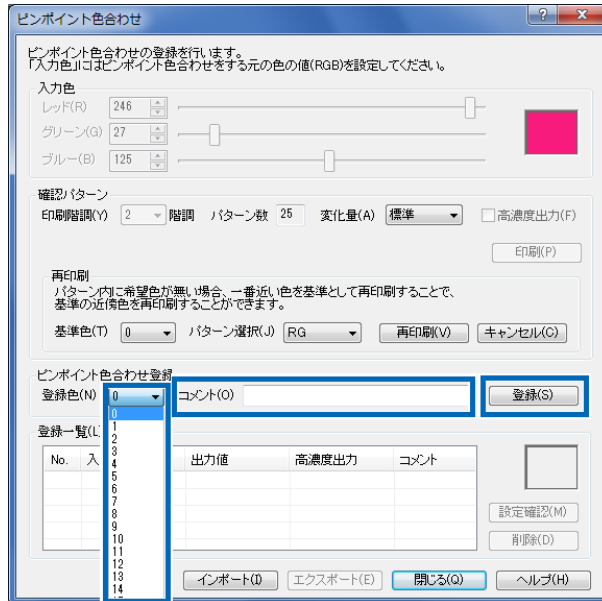 ピンポイント色合わせ
ピンポイント色合わせの登録を行います。
「入力色」にはピンポイント色合わせをする元の色の値(RGB)を設定してください。
入力色
レッド(R) 246
グリーン(G) 27
ブルー(B) 125
確認パターン
印刷階調(Y) 2 階調 パターン数 25 変化量(A) 標準 高濃度出力(F)
印刷(P)
再印刷
パターン内に希望色が無い場合、一番近い色を基準として再印刷することで、
基準の近傍色を再印刷することができます。
基準色(T) 0 パターン選択(J) RG 再印刷(V) キャンセル(C)
ピンポイント色合わせ登録
登録色(N) 0 コメント(O) 登録(S)
0
1
2
3
4
5
6
7
8
9
10
11
12
13
14
登録一覧(L)
No. 入 出力値 高濃度出力 コメント
設定確認(M)
削除(D)
インポート(I) エクスポート(E) 閉じる(Q) ヘルプ(H)